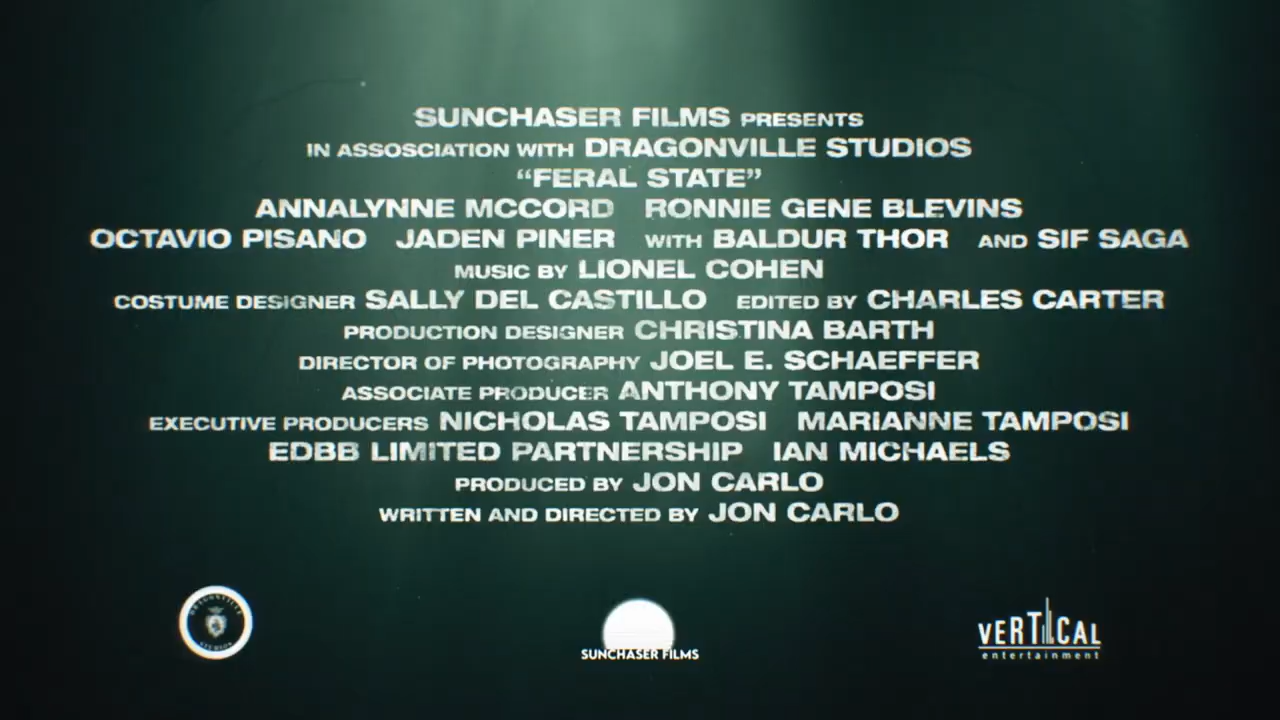 SUNCHASER FILMS PRESENTS
IN ASSOSCIATION WITH DRAGONVILLE STUDIOS
“FERAL STATE”
ANNALYNNE MCCORD RONNIE GENE BLEVINS
OCTAVIO PISANO JADEN PINER WITH BALDUR THOR AND SIF SAGA
MUSIC BY LIONEL COHEN
COSTUME DESIGNER SALLY DEL CASTILLO EDITED BY CHARLES CARTER
PRODUCTION DESIGNER CHRISTINA BARTH
DIRECTOR OF PHOTOGRAPHY JOEL E. SCHAEFFER
ASSOCIATE PRODUCER ANTHONY TAMPOSI
EXECUTIVE PRODUCERS NICHOLAS TAMPOSI MARIANNE TAMPOSI
EDBB LIMITED PARTNERSHIP IAN MICHAELS
PRODUCED BY JON CARLO
WRITTEN AND DIRECTED BY JON CARLO
DRAGONVILLE
STUDIOS
SUNCHASER FILMS
VERTICAL
entertainment